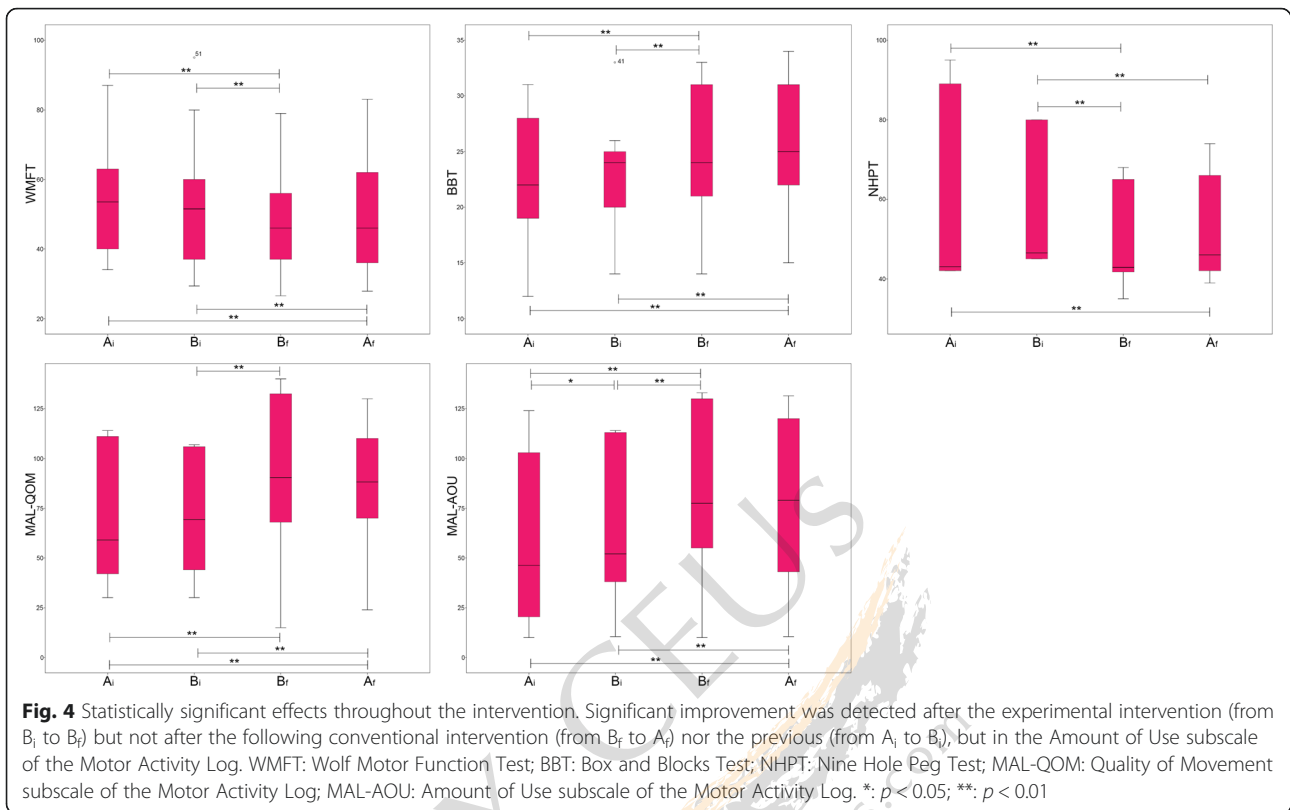 100
80
60
40
20
WMFT
51
**
**
**
**
Ai
Bi
Bf
Af
35
30
25
20
15
10
BBT
41
**
**
**
**
Ai
Bi
Bf
Af
100
80
60
40
NHPT
**
**
**
**
Ai
Bi
Bf
Af
125
100
75
50
25
0
MAL-QOM
**
**
**
**
Ai
Bi
Bf
Af
125
100
75
50
25
0
MAL-AOU
**
*
**
**
**
Ai
Bi
Bf
Af
Fig. 4 Statistically significant effects throughout the intervention. Significant improvement was detected after the experimental intervention (from
Bi to Bf) but not after the following conventional intervention (from Bf to Af) nor the previous (from Ai to Bi), but in the Amount of Use subscale
of the Motor Activity Log. WMFT: Wolf Motor Function Test; BBT: Box and Blocks Test; NHPT: Nine Hole Peg Test; MAL-QOM: Quality of Movement
subscale of the Motor Activity Log; MAL-AOU: Amount of Use subscale of the Motor Activity Log. *: p < 0.05; **: p < 0.01
CEUS